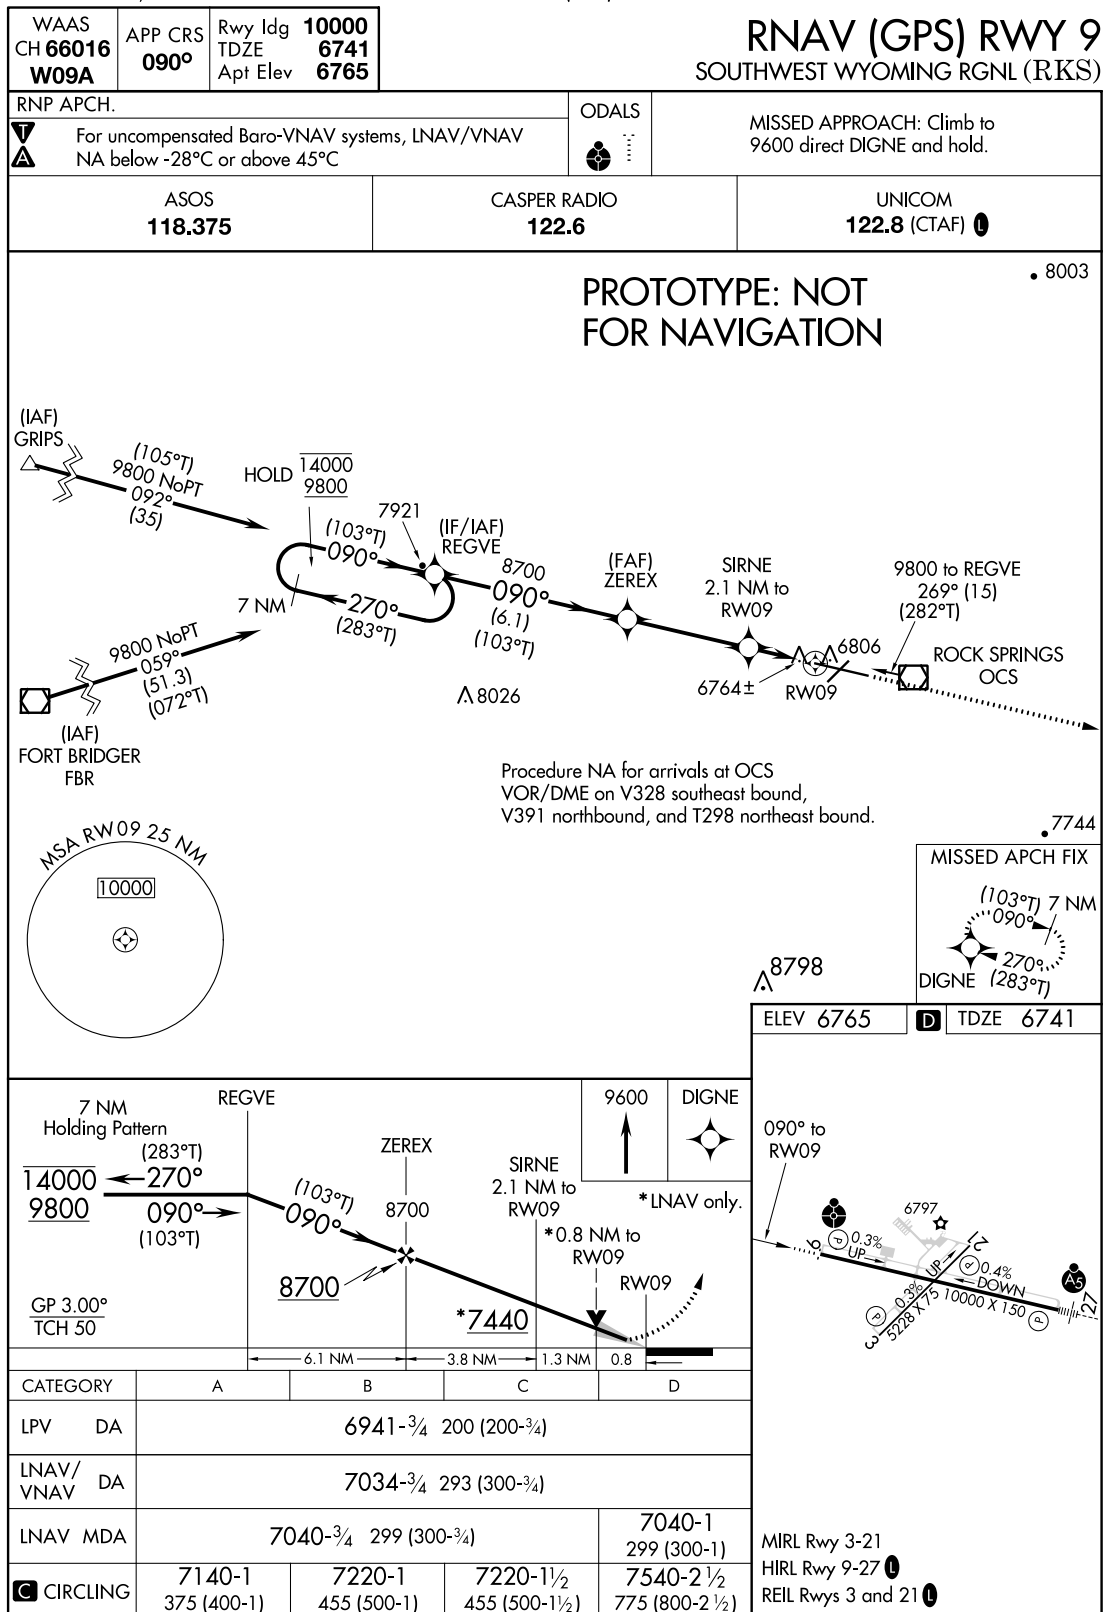 WAAS
CH 66016
W09A
APP CRS
090°
Rwy ldg 10000
TDZE 6741
Apt Elev 6765
RNAV (GPS) RWY 9
SOUTHWEST WYOMING RGNL (RKS)
RNP APCH.
T
A
For uncompensated Baro-VNAV systems, LNAV/VNAV
NA below -28°C or above 45°C
ODALS
MISSED APPROACH: Climb to
9600 direct DIGNE and hold.
ASOS
118.375
CASPER RADIO
122.6
UNICOM
122.8 (CTAF) L
PROTOTYPE: NOT
FOR NAVIGATION
8003
(IAF)
GRIPS
(105°T)
9800 NoPT
092°
(35)
HOLD
14000
9800
7921
(103°T)
090°
(IF/IAF)
REGVE
7 NM
270°
(283°T)
8700
090°
(6.1)
(103°T)
(FAF)
ZEREX
SIRNE
2.1 NM to
RW09
9800 to REGVE
269° (15)
(282°T)
6806
6764±
RW09
ROCK SPRINGS
OCS
9800 NoPT
059°
(51.3)
(072°T)
(IAF)
FORT BRIDGER
FBR
8026
Procedure NA for arrivals at OCS
VOR/DME on V328 southeast bound,
V391 northbound, and T298 northeast bound.
7744
MSA RW09 25 NM
10000
MISSED APCH FIX
(103°T)
7 NM
090°
270°
DIGNE
(283°T)
8798
ELEV 6765
D
TDZE 6741
7 NM
Holding Pattern
(283°T)
270°
14000
9800
090°
(103°T)
GP 3.00°
TCH 50
REGVE
(103°T)
090°
ZEREX
8700
8700
SIRNE
2.1 NM to
RW09
*7440
9600
DIGNE
*LNAV only.
*0.8 NM to
RW09
RW09
6.1 NM
3.8 NM
1.3 NM
0.8
090° to
RW09
6797
9
P
0.3%
UP
21
P
0.4%
DOWN
UP
0.3%
5228 X 75
10000 X 150
P
3
P
A5
27
CATEGORY A B C D
LPV DA 6941-¾ 200 (200-¾)
LNAV/
VNAV DA 7034-¾ 293 (300-¾)
LNAV MDA 7040-¾ 299 (300-¾)
7040-1
299 (300-1)
C CIRCLING
7140-1
375 (400-1)
7220-1
455 (500-1)
7220-1½
455 (500-1½)
7540-2½
775 (800-2½)
MIRL Rwy 3-21
HIRL Rwy 9-27 L
REIL Rwys 3 and 21 L